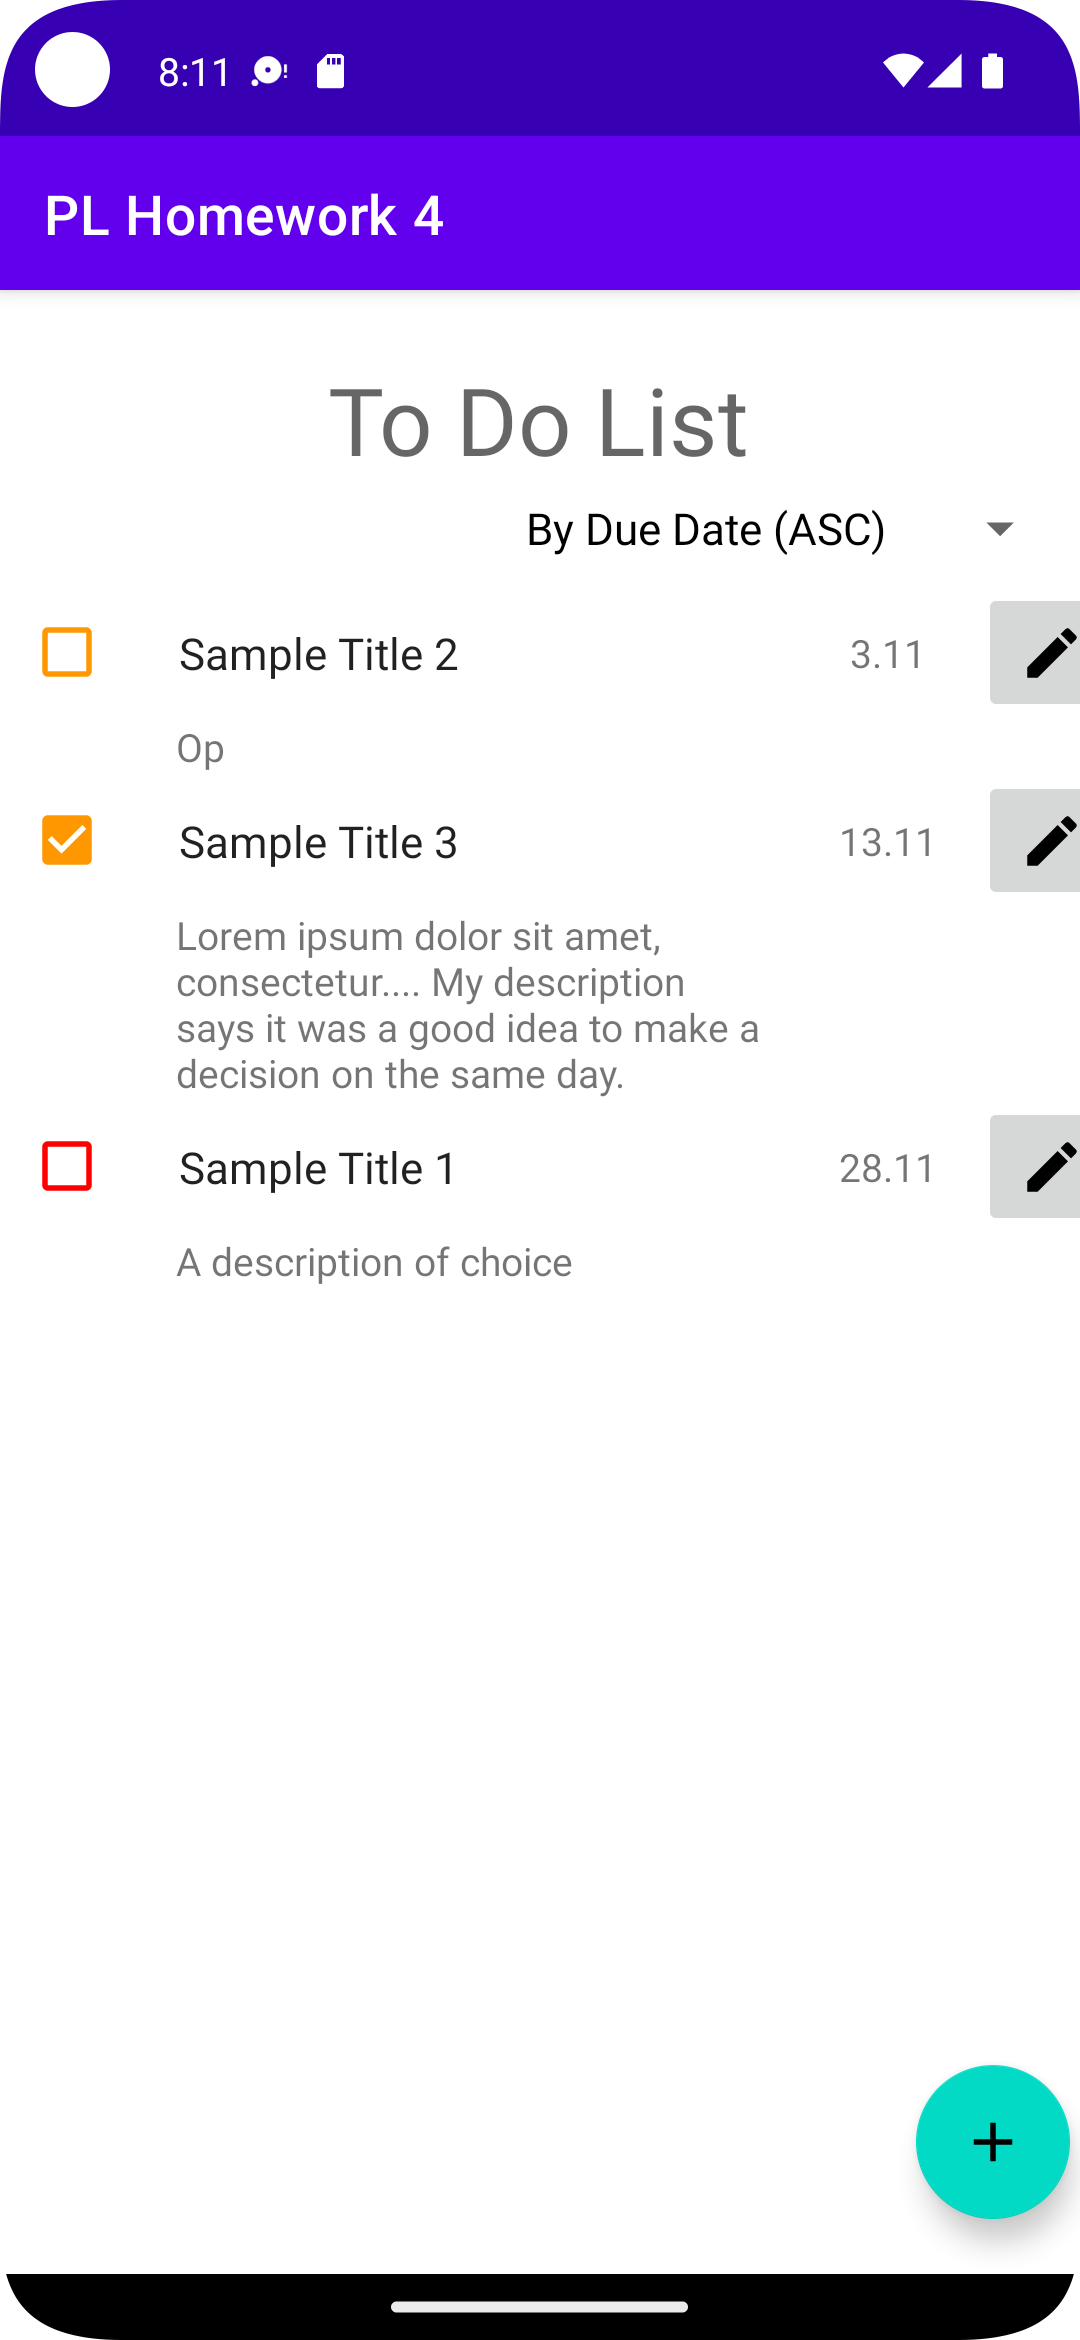 8:11
PL Homework 4
To Do List
By Due Date (ASC)
Sample Title 2 3.11
Op
Sample Title 3 13.11
Lorem ipsum dolor sit amet,
consectetur.... My description
says it was a good idea to make a
decision on the same day.
Sample Title 1 28.11
A description of choice